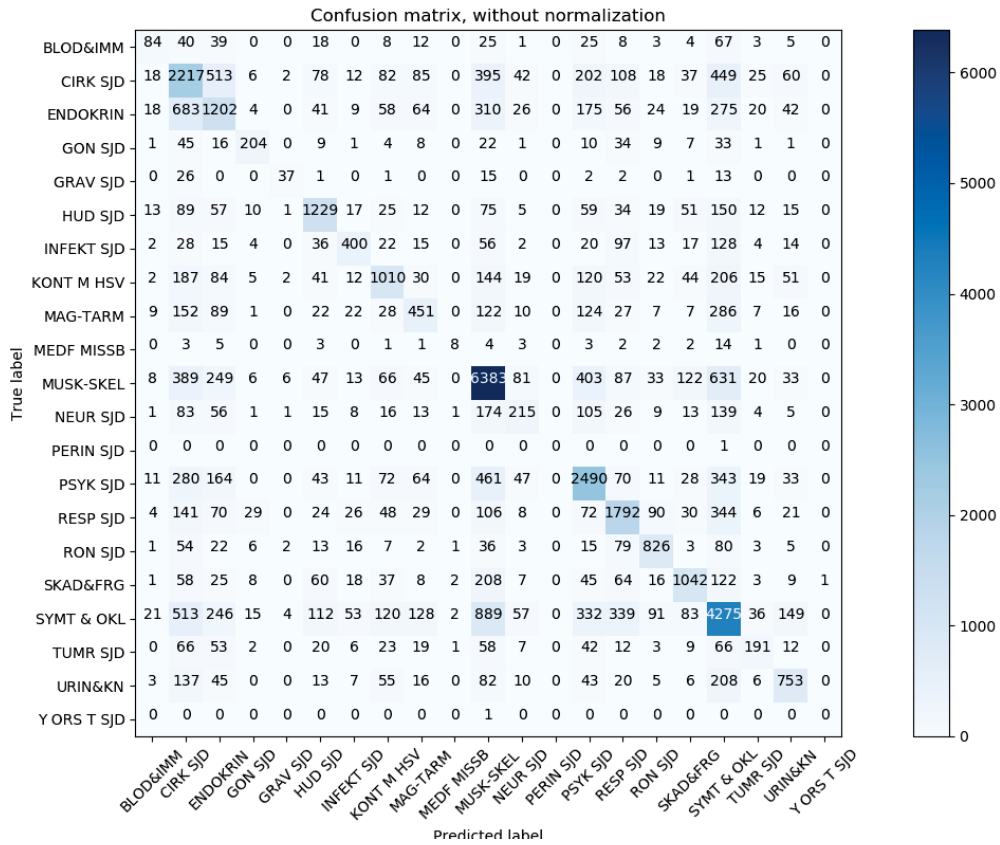 Confusion matrix, without normalization
BLOD&IMM 84 40 39 0 0 18 0 8 12 0 25 1 0 25 8 3 4 67 3 5 0
CIRK SJD 18 2217 513 6 2 78 12 82 85 0 395 42 0 202 108 18 37 449 25 60 0
ENDOKRIN 18 683 1202 4 0 41 9 58 64 0 310 26 0 175 56 24 19 275 20 42 0
GON SJD 1 45 16 204 0 9 1 4 8 0 22 1 0 10 34 9 7 33 1 1 0
GRAV SJD 0 26 0 0 37 1 0 1 0 0 15 0 0 2 2 0 1 13 0 0 0
HUD SJD 13 89 57 10 1 1229 17 25 12 0 75 5 0 59 34 19 51 150 12 15 0
INFEKT SJD 2 28 15 4 0 36 400 22 15 0 56 2 0 20 97 13 17 128 4 14 0
KONT M HSV 2 187 84 5 2 41 12 1010 30 0 144 19 0 120 53 22 44 206 15 51 0
MAG-TARM 9 152 89 1 0 22 22 28 451 0 122 10 0 124 27 7 7 286 7 16 0
MEDF MISSB 0 3 5 0 0 3 0 1 1 8 4 3 0 3 2 2 2 14 1 0 0
MUSK-SKEL 8 389 249 6 6 47 13 66 45 0 6383 81 0 403 87 33 122 631 20 33 0
NEUR SJD 1 83 56 1 1 15 8 16 13 1 174 215 0 105 26 9 13 139 4 5 0
PERIN SJD 0 0 0 0 0 0 0 0 0 0 0 0 0 0 0 0 0 1 0 0 0
PSYK SJD 11 280 164 0 0 43 11 72 64 0 461 47 0 2490 70 11 28 343 19 33 0
RESP SJD 4 141 70 29 0 24 26 48 29 0 106 8 0 72 1792 90 30 344 6 21 0
RON SJD 1 54 22 6 2 13 16 7 2 1 36 3 0 15 79 826 3 80 3 5 0
SKAD&FRG 1 58 25 8 0 60 18 37 8 2 208 7 0 45 64 16 1042 122 3 9 1
SYMT & OKL 21 513 246 15 4 112 53 120 128 2 889 57 0 332 339 91 83 4275 36 149 0
TUMR SJD 0 66 53 2 0 20 6 23 19 1 58 7 0 42 12 3 9 66 191 12 0
URIN&KN 3 137 45 0 0 13 7 55 16 0 82 10 0 43 20 5 6 208 6 753 0
Y ORS T SJD 0 0 0 0 0 0 0 0 0 0 1 0 0 0 0 0 0 0 0 0 0
True label
BLOD&IMM CIRK SJD ENDOKRIN GON SJD GRAV SJD HUD SJD INFEKT SJD KONT M HSV MAG-TARM MEDF MISSB MUSK-SKEL NEUR SJD PERIN SJD PSYK SJD RESP SJD RON SJD SKAD&FRG SYMT & OKL TUMR SJD URIN&KN Y ORS T SJD
Predicted label
6000
5000
4000
3000
2000
1000
0